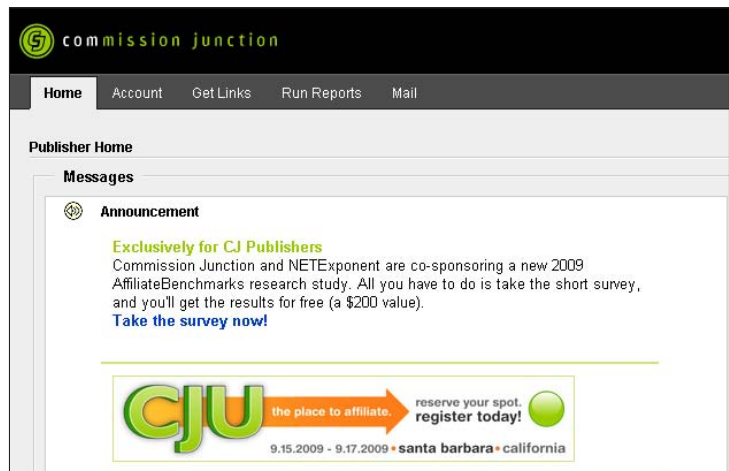 commission junction
Home Account Get Links Run Reports Mail
Publisher Home
Messages
Announcement
Exclusively for CJ Publishers
Commission Junction and NETExponent are co-sponsoring a new 2009
AffiliateBenchmarks research study. All you have to do is take the short survey,
and you'll get the results for free (a $200 value).
Take the survey now!
CJU the place to affiliate. reserve your spot.
register today!
9.15.2009 - 9.17.2009 • santa barbara • california